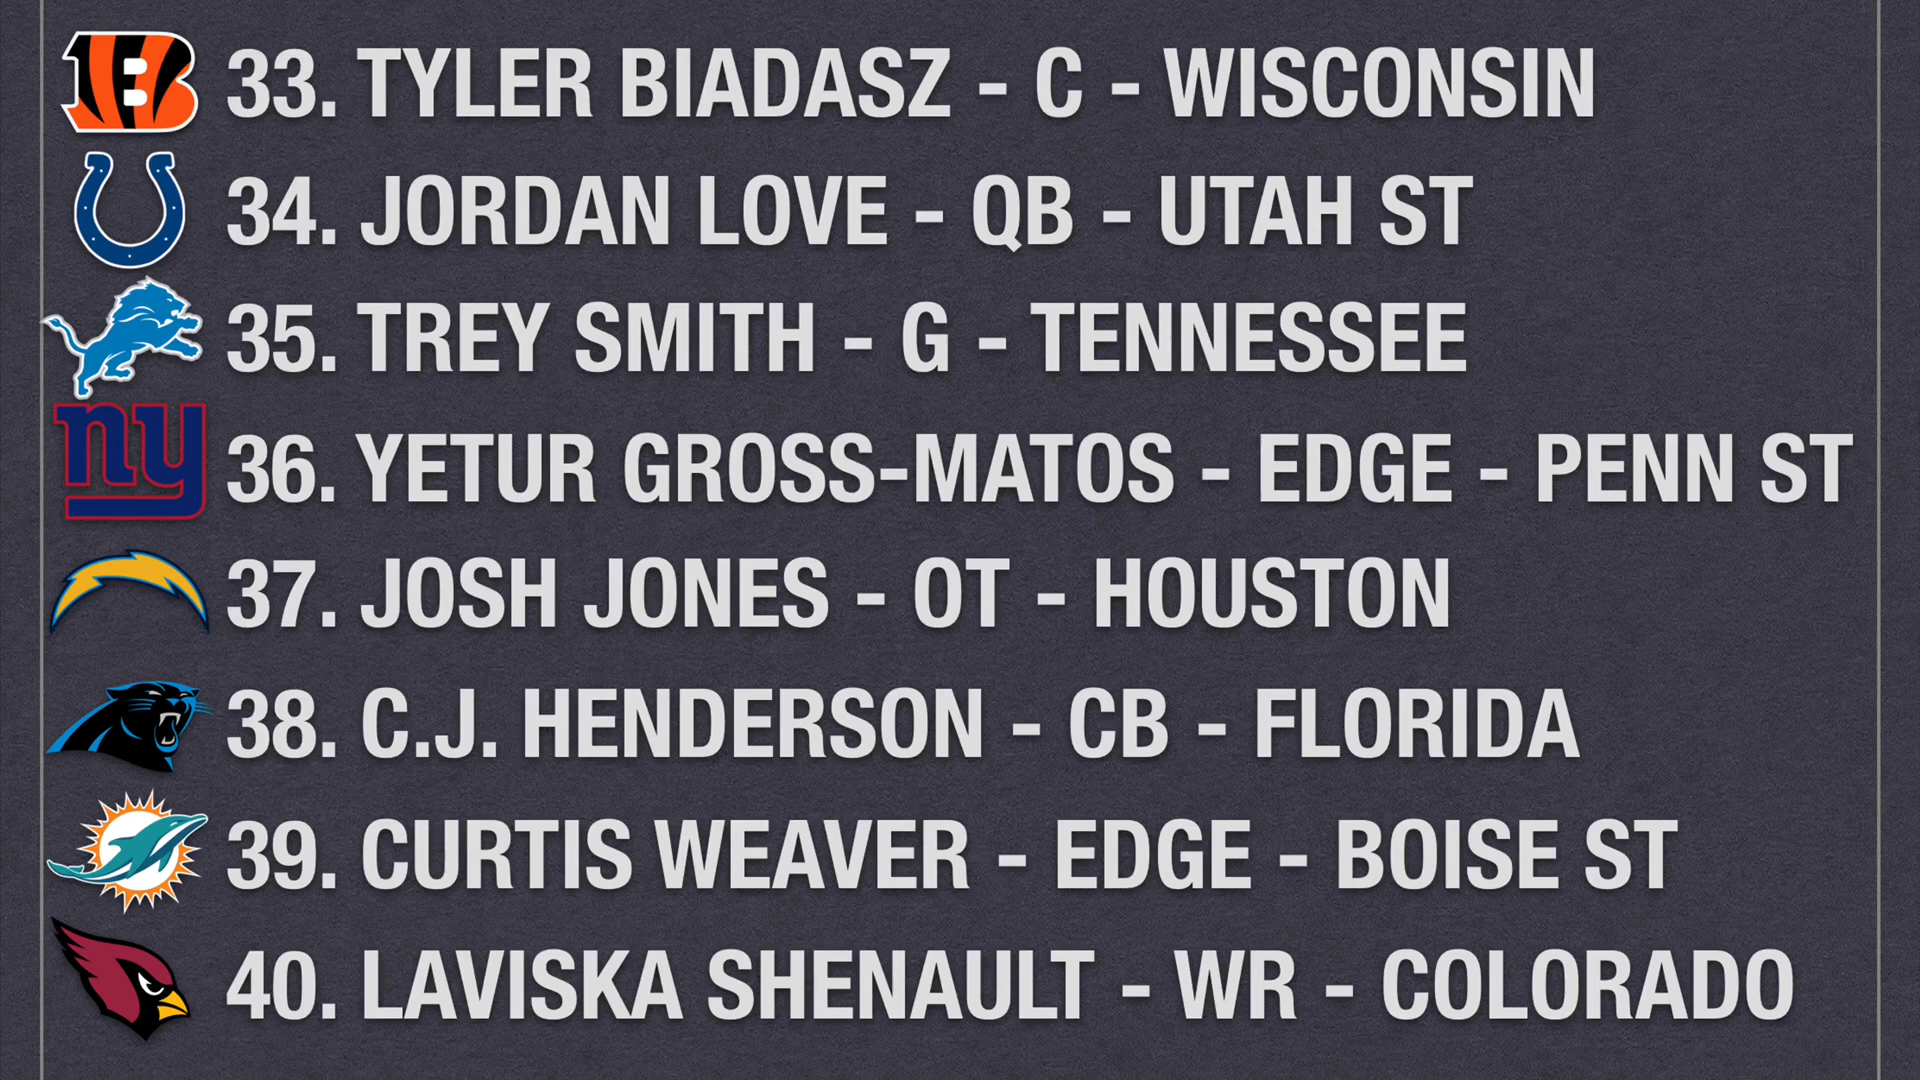 33. TYLER BIADASZ - C - WISCONSIN
34. JORDAN LOVE - QB - UTAH ST
35. TREY SMITH - G - TENNESSEE
ny 36. YETUR GROSS-MATOS - EDGE - PENN ST
37. JOSH JONES - OT - HOUSTON
38. C.J. HENDERSON - CB - FLORIDA
39. CURTIS WEAVER - EDGE - BOISE ST
40. LAVISKA SHENAULT - WR - COLORADO